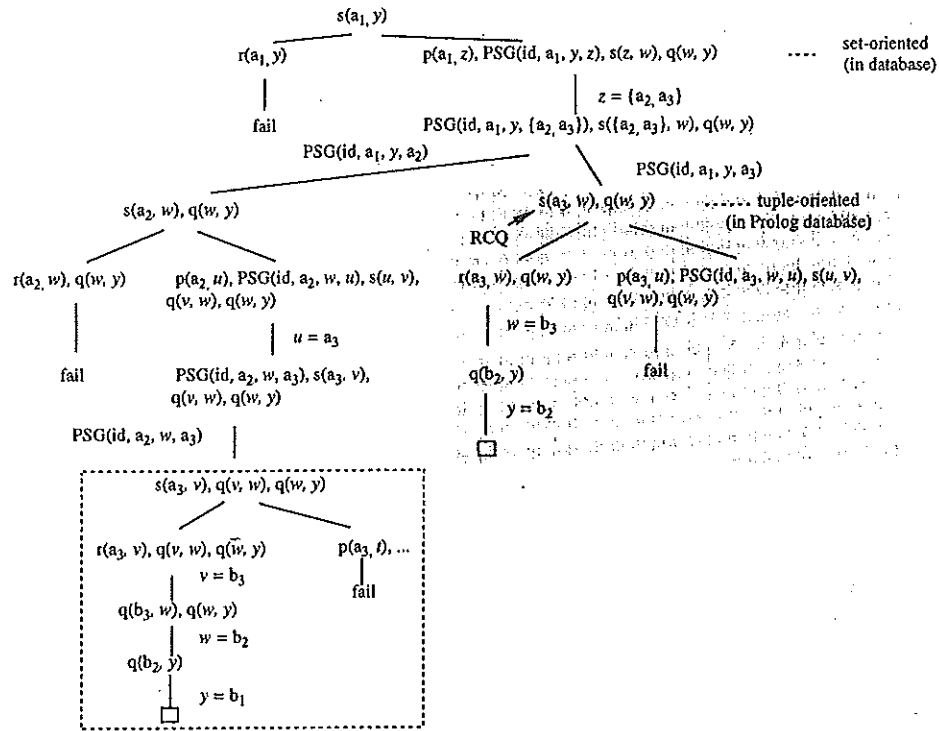 s(a₁, y)
r(a₁, y)
p(a₁, z), PSG(id, a₁, y, z), s(z, w), q(w, y)
---- set-oriented
(in database)
fail
z = {a₂, a₃}
PSG(id, a₁, y, {a₂, a₃}), s({a₂, a₃}, w), q(w, y)
PSG(id, a₁, y, a₂)
PSG(id, a₁, y, a₃)
s(a₂, w), q(w, y)
s(a₃, w), q(w, y)
------ tuple-oriented
(in Prolog database)
RCQ
r(a₂, w), q(w, y)
p(a₂, u), PSG(id, a₂, w, u), s(u, v),
q(v, w), q(w, y)
r(a₃, w), q(w, y)
p(a₃, u), PSG(id, a₃, w, u), s(u, v),
q(v, w), q(w, y)
u = a₃
w = b₃
fail
PSG(id, a₂, w, a₃), s(a₃, v),
q(v, w), q(w, y)
q(b₂, y)
fail
y = b₂
PSG(id, a₂, w, a₃)
s(a₃, v), q(v, w), q(w, y)
r(a₃, v), q(v, w), q(w, y)
p(a₃, t), ...
v = b₃
fail
q(b₃, w), q(w, y)
w = b₂
q(b₂, y)
y = b₁